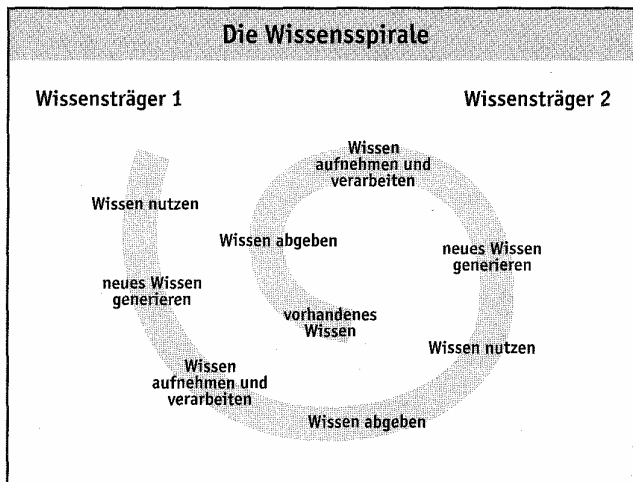 Die Wissensspirale
Wissensträger 1
Wissensträger 2
Wissen
aufnehmen und
verarbeiten
Wissen nutzen
Wissen abgeben
neues Wissen
generieren
neues Wissen
generieren
vorhandenes
Wissen
Wissen nutzen
Wissen
aufnehmen und
verarbeiten
Wissen abgeben